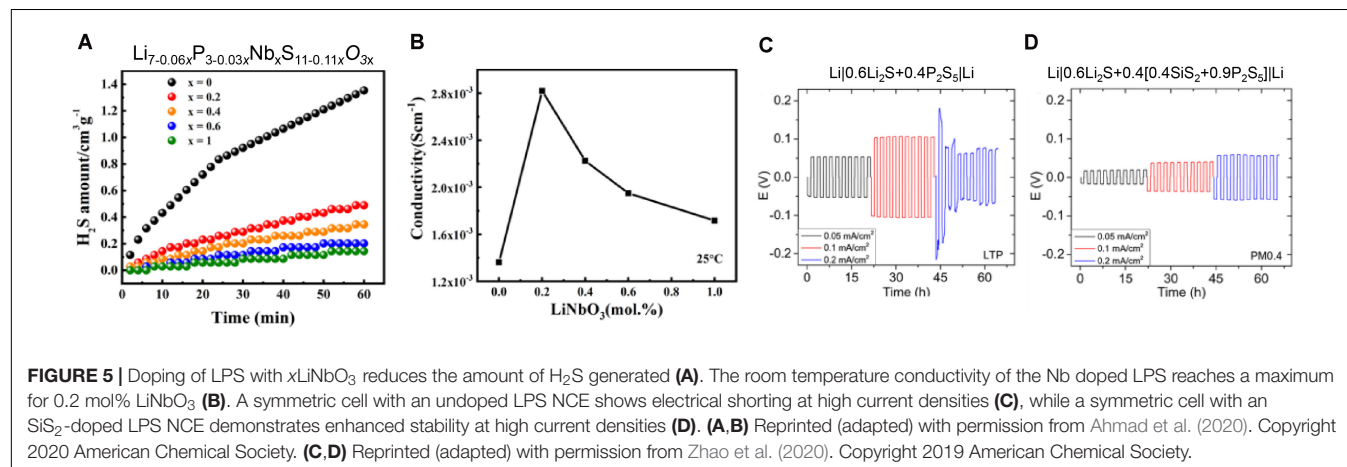 A
Li7-0.06xP3-0.03xNbxS11-0.11xO3x
H2S amount/cm3g-1
1.4
1.2
1.0
0.8
0.6
0.4
0.2
0.0
x = 0
x = 0.2
x = 0.4
x = 0.6
x = 1
0 10 20 30 40 50 60
Time (min)
B
Conductivity(Scm-1)
2.8×10-3
2.4×10-3
2.0×10-3
1.6×10-3
1.2×10-3
25°C
0.0 0.2 0.4 0.6 0.8 1.0
LiNbO3(mol.%)
C
Li|0.6Li2S+0.4P2S5|Li
E (V)
0.2
0.1
0.0
-0.1
-0.2
0.05 mA/cm2
0.1 mA/cm2
0.2 mA/cm2
LTP
0 15 30 45 60
Time (h)
D
Li|0.6Li2S+0.4[0.4SiS2+0.9P2S5]|Li
E (V)
0.2
0.1
0.0
-0.1
-0.2
0.05 mA/cm2
0.1 mA/cm2
0.2 mA/cm2
PM0.4
0 15 30 45 60
Time (h)
FIGURE 5 | Doping of LPS with xLiNbO3 reduces the amount of H2S generated (A). The room temperature conductivity of the Nb doped LPS reaches a maximum
for 0.2 mol% LiNbO3 (B). A symmetric cell with an undoped LPS NCE shows electrical shorting at high current densities (C), while a symmetric cell with an
SiS2-doped LPS NCE demonstrates enhanced stability at high current densities (D). (A,B) Reprinted (adapted) with permission from Ahmad et al. (2020). Copyright
2020 American Chemical Society. (C,D) Reprinted (adapted) with permission from Zhao et al. (2020). Copyright 2019 American Chemical Society.